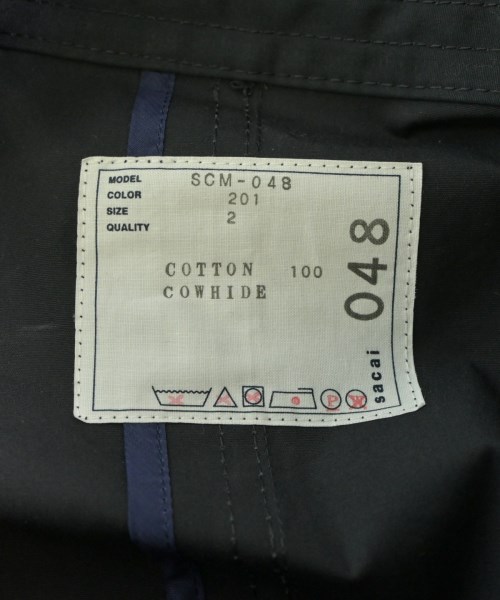 MODEL SCM-048
COLOR 201
SIZE 2
QUALITY
COTTON 100
COWHIDE
048
sacai
P W